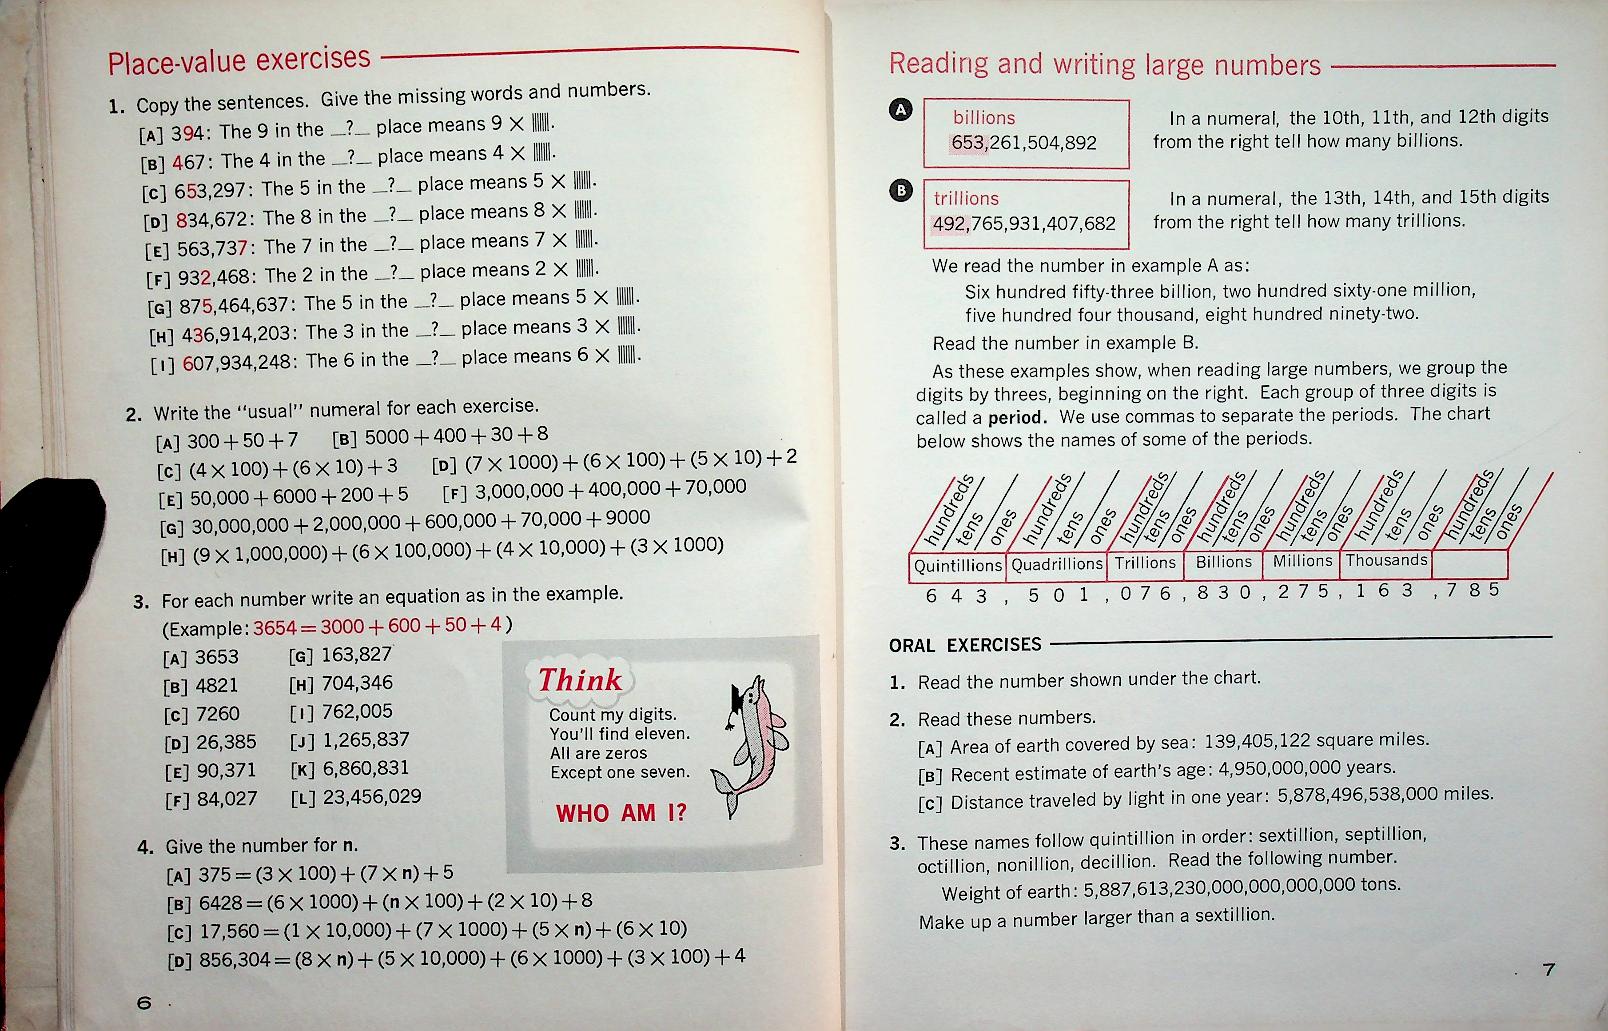 Place-value exercises
1. Copy the sentences. Give the missing words and numbers.
[A] 394: The 9 in the __?__ place means 9 × ||||||||.
[B] 467: The 4 in the __?__ place means 4 × ||||||||.
[C] 653,297: The 5 in the __?__ place means 5 × ||||||||.
[D] 834,672: The 8 in the __?__ place means 8 × ||||||||.
[E] 563,737: The 7 in the __?__ place means 7 × ||||||||.
[F] 932,468: The 2 in the __?__ place means 2 × ||||||||.
[G] 875,464,637: The 5 in the __?__ place means 5 × ||||||||.
[H] 436,914,203: The 3 in the __?__ place means 3 × ||||||||.
[I] 607,934,248: The 6 in the __?__ place means 6 × ||||||||.
2. Write the "usual" numeral for each exercise.
[A] 300 + 50 + 7 [B] 5000 + 400 + 30 + 8
[C] (4 × 100) + (6 × 10) + 3 [D] (7 × 1000) + (6 × 100) + (5 × 10) + 2
[E] 50,000 + 6000 + 200 + 5 [F] 3,000,000 + 400,000 + 70,000
[G] 30,000,000 + 2,000,000 + 600,000 + 70,000 + 9000
[H] (9 × 1,000,000) + (6 × 100,000) + (4 × 10,000) + (3 × 1000)
3. For each number write an equation as in the example.
(Example: 3654 = 3000 + 600 + 50 + 4)
[A] 3653 [G] 163,827
[B] 4821 [H] 704,346
[C] 7260 [I] 762,005
[D] 26,385 [J] 1,265,837
[E] 90,371 [K] 6,860,831
[F] 84,027 [L] 23,456,029
Think
Count my digits.
You'll find eleven.
All are zeros
Except one seven.
WHO AM I?
4. Give the number for n.
[A] 375 = (3 × 100) + (7 × n) + 5
[B] 6428 = (6 × 1000) + (n × 100) + (2 × 10) + 8
[C] 17,560 = (1 × 10,000) + (7 × 1000) + (5 × n) + (6 × 10)
[D] 856,304 = (8 × n) + (5 × 10,000) + (6 × 1000) + (3 × 100) + 4
6
Reading and writing large numbers
A
billions
653,261,504,892
In a numeral, the 10th, 11th, and 12th digits
from the right tell how many billions.
B
trillions
492,765,931,407,682
In a numeral, the 13th, 14th, and 15th digits
from the right tell how many trillions.
We read the number in example A as:
Six hundred fifty-three billion, two hundred sixty-one million,
five hundred four thousand, eight hundred ninety-two.
Read the number in example B.
As these examples show, when reading large numbers, we group the
digits by threes, beginning on the right. Each group of three digits is
called a period. We use commas to separate the periods. The chart
below shows the names of some of the periods.
hundreds tens ones hundreds tens ones hundreds tens ones hundreds tens ones hundreds tens ones hundreds tens ones hundreds tens ones
Quintillions Quadrillions Trillions Billions Millions Thousands
6 4 3 , 5 0 1 , 0 7 6 , 8 3 0 , 2 7 5 , 1 6 3 , 7 8 5
ORAL EXERCISES
1. Read the number shown under the chart.
2. Read these numbers.
[A] Area of earth covered by sea: 139,405,122 square miles.
[B] Recent estimate of earth's age: 4,950,000,000 years.
[C] Distance traveled by light in one year: 5,878,496,538,000 miles.
3. These names follow quintillion in order: sextillion, septillion,
octillion, nonillion, decillion. Read the following number.
Weight of earth: 5,887,613,230,000,000,000,000 tons.
Make up a number larger than a sextillion.
7